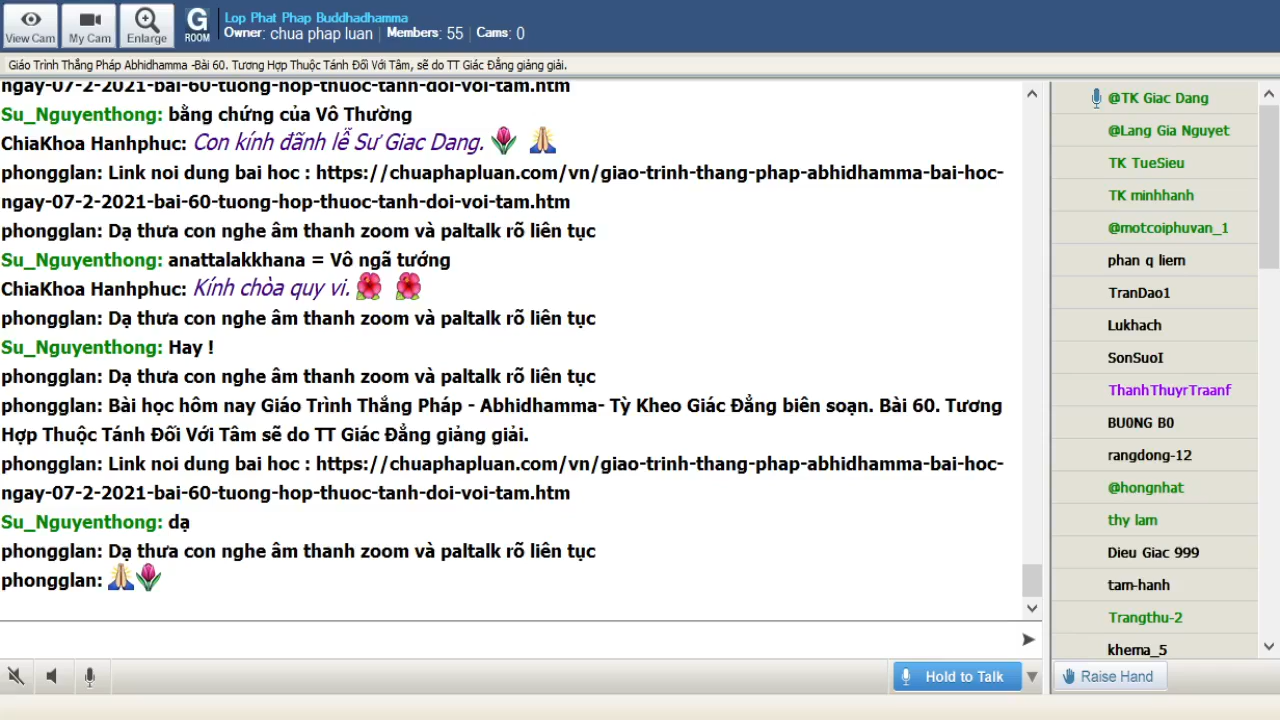 View Cam
My Cam
Enlarge
G
ROOM
Lop Phat Phap Buddhadhamma
Owner: chua phap luan | Members: 55 | Cams: 0
Giáo Trình Thắng Pháp Abhidhamma -Bài 60. Tương Hợp Thuộc Tánh Đối Với Tâm, sẽ do TT Giác Đẳng giảng giải.
ngay-07-2-2021-bai-60-tuong-hop-thuoc-tanh-doi-voi-tam.htm
Su_Nguyenthong: bằng chứng của Vô Thường
ChiaKhoa Hanhphuc: Con kính đãnh lễ Sư Giac Dang.
phongglan: Link noi dung bai hoc : https://chuaphapluan.com/vn/giao-trinh-thang-phap-abhidhamma-bai-hoc-
ngay-07-2-2021-bai-60-tuong-hop-thuoc-tanh-doi-voi-tam.htm
phongglan: Dạ thưa con nghe âm thanh zoom và paltalk rõ liên tục
Su_Nguyenthong: anattalakkhana = Vô ngã tướng
ChiaKhoa Hanhphuc: Kính chòa quy vi.
phongglan: Dạ thưa con nghe âm thanh zoom và paltalk rõ liên tục
Su_Nguyenthong: Hay !
phongglan: Dạ thưa con nghe âm thanh zoom và paltalk rõ liên tục
phongglan: Bài học hôm nay Giáo Trình Thắng Pháp - Abhidhamma- Tỳ Kheo Giác Đẳng biên soạn. Bài 60. Tương
Hợp Thuộc Tánh Đối Với Tâm sẽ do TT Giác Đẳng giảng giải.
phongglan: Link noi dung bai hoc : https://chuaphapluan.com/vn/giao-trinh-thang-phap-abhidhamma-bai-hoc-
ngay-07-2-2021-bai-60-tuong-hop-thuoc-tanh-doi-voi-tam.htm
Su_Nguyenthong: dạ
phongglan: Dạ thưa con nghe âm thanh zoom và paltalk rõ liên tục
phongglan:
@TK Giac Dang
@Lang Gia Nguyet
TK TueSieu
TK minhhanh
@motcoiphuvan_1
phan q liem
TranDao1
Lukhach
SonSuoI
ThanhThuyrTraanf
BU0NG B0
rangdong-12
@hongnhat
thy lam
Dieu Giac 999
tam-hanh
Trangthu-2
khema_5
Hold to Talk
Raise Hand